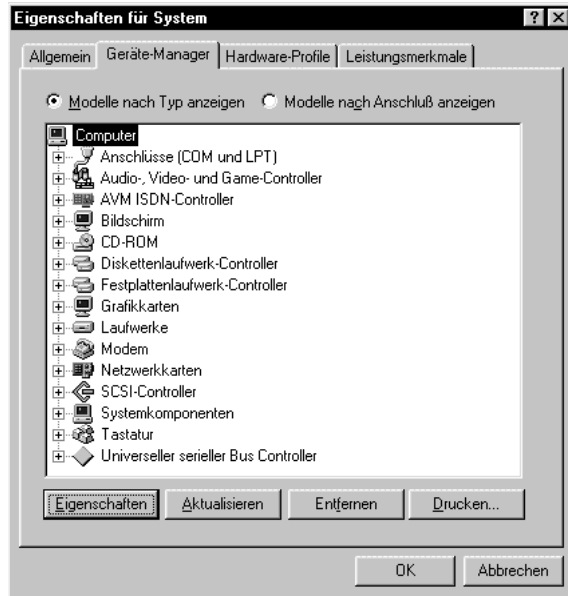 Eigenschaften für System
Allgemein Geräte-Manager Hardware-Profile Leistungsmerkmale
Modelle nach Typ anzeigen Modelle nach Anschluß anzeigen
Computer
Anschlüsse (COM und LPT)
Audio-, Video- und Game-Controller
AVM ISDN-Controller
Bildschirm
CD-ROM
Diskettenlaufwerk-Controller
Festplattenlaufwerk-Controller
Grafikkarten
Laufwerke
Modem
Netzwerkkarten
SCSI-Controller
Systemkomponenten
Tastatur
Universeller serieller Bus Controller
Eigenschaften Aktualisieren Entfernen Drucken...
OK Abbrechen